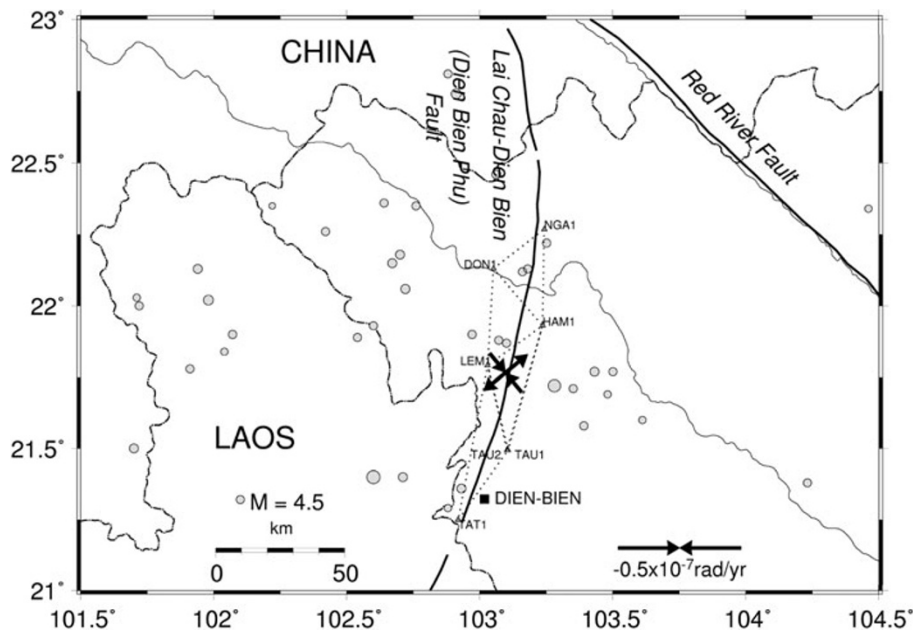 23°
22.5°
22°
21.5°
21°
101.5°
102°
102.5°
103°
103.5°
104°
104.5°
CHINA
Lai Chau-Dien Bien
(Dien Bien Phu)
Fault
Red River Fault
NGA1
DON1
HAM1
LEM1
TAU2
TAU1
LAOS
M = 4.5
km
0 50
DIEN-BIEN
TAT1
-0.5x10-7rad/yr